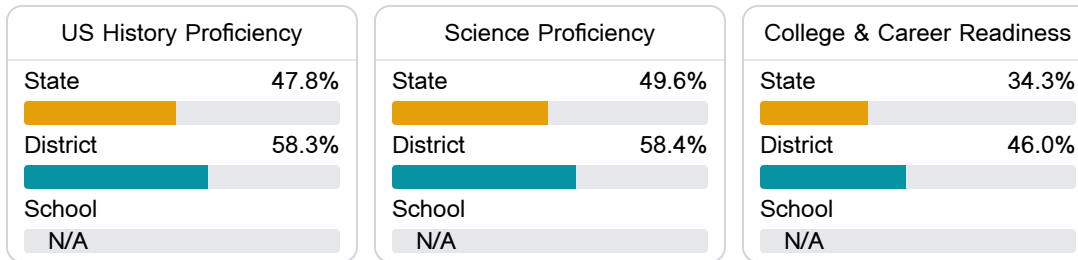 US History Proficiency
State 47.8%
District 58.3%
School
N/A
Science Proficiency
State 49.6%
District 58.4%
School
N/A
College & Career Readiness
State 34.3%
District 46.0%
School
N/A